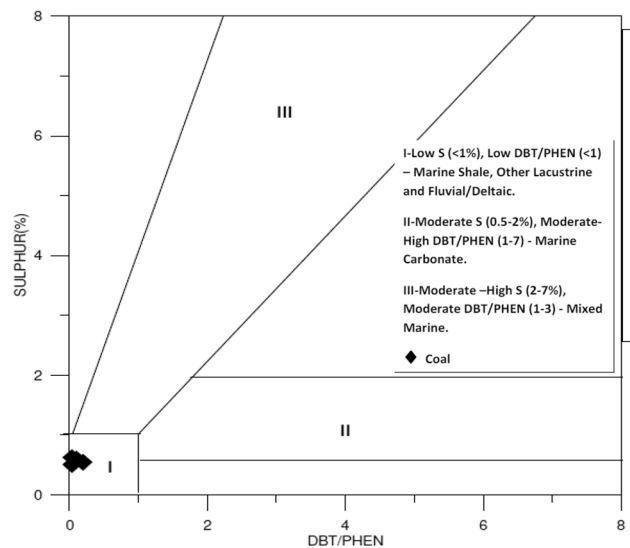 8
6
4
2
0
SULPHUR(%)
III
II
I
I-Low S (<1%), Low DBT/PHEN (<1)
– Marine Shale, Other Lacustrine
and Fluvial/Deltaic.
II-Moderate S (0.5-2%), Moderate-
High DBT/PHEN (1-7) - Marine
Carbonate.
III-Moderate –High S (2-7%),
Moderate DBT/PHEN (1-3) - Mixed
Marine.
Coal
0 2 4 6 8
DBT/PHEN